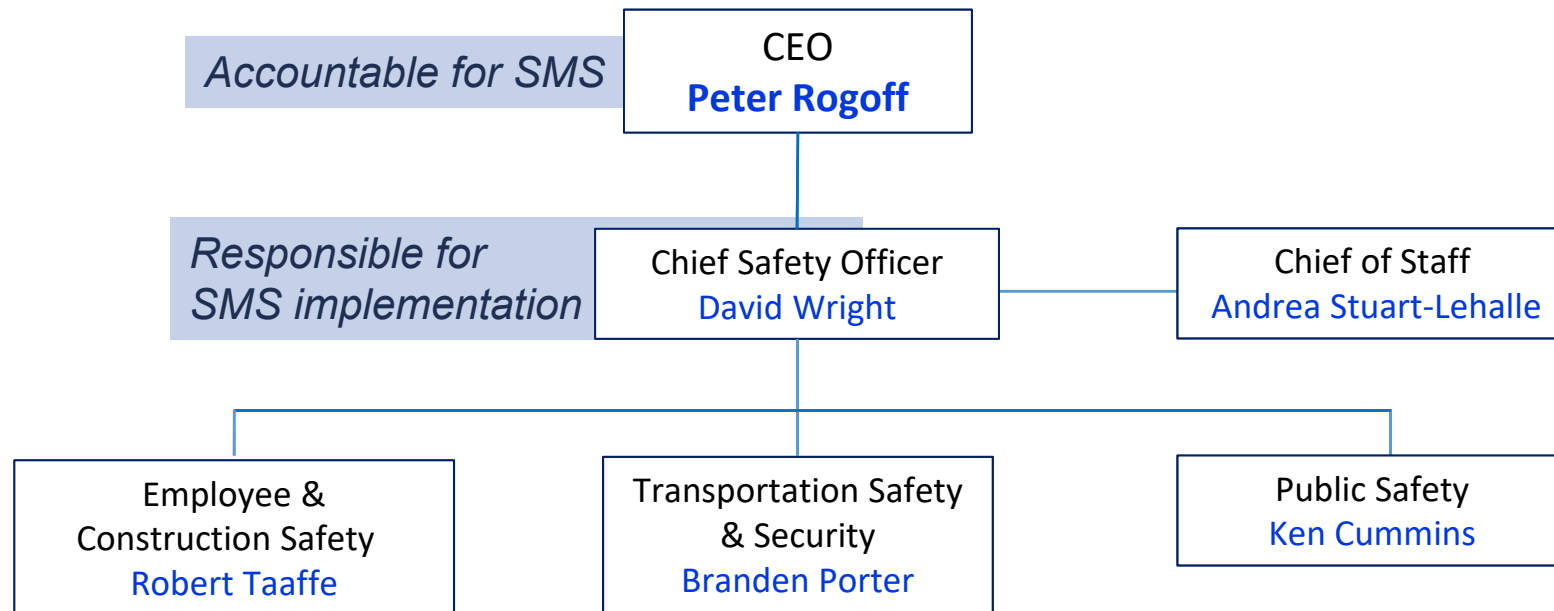 Accountable for SMS
CEO
Peter Rogoff
Responsible for
SMS implementation
Chief Safety Officer
David Wright
Chief of Staff
Andrea Stuart-Lehalle
Employee &
Construction Safety
Robert Taaffe
Transportation Safety
& Security
Branden Porter
Public Safety
Ken Cummins